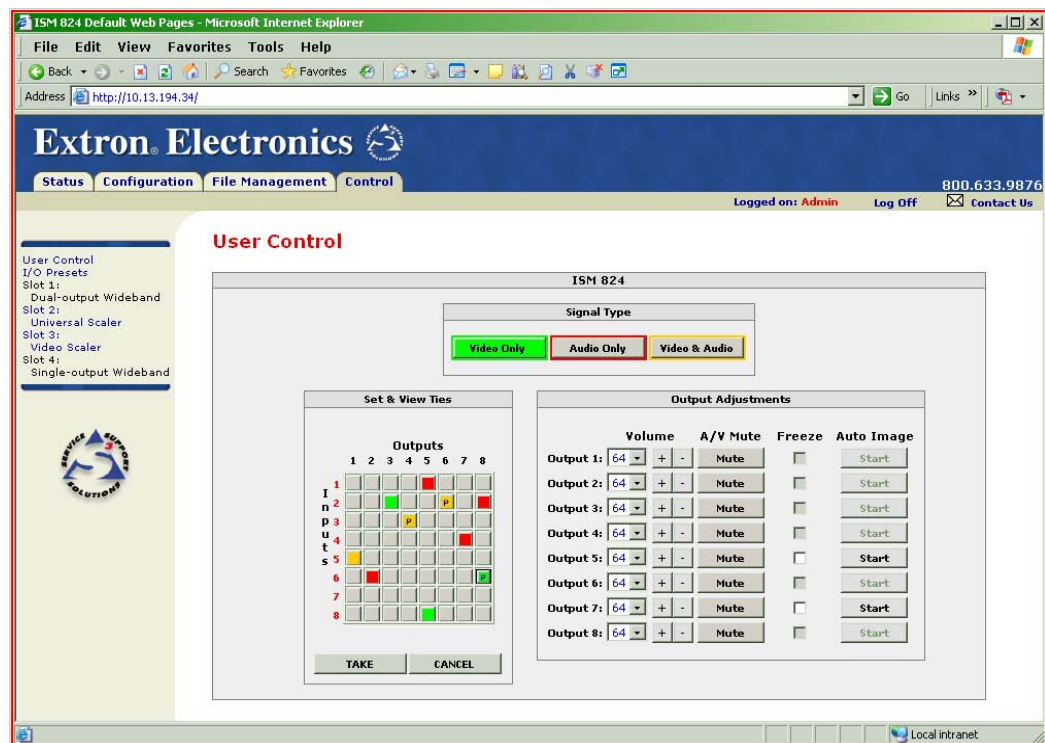 ISM 824 Default Web Pages - Microsoft Internet Explorer
File Edit View Favorites Tools Help
Back Search Favorites
Address http://10.13.194.34/ Go Links »
Extron® Electronics
Status Configuration File Management Control
800.633.9876
Logged on: Admin Log Off Contact Us
User Control
I/O Presets
Slot 1:
Dual-output Wideband
Slot 2:
Universal Scaler
Slot 3:
Video Scaler
Slot 4:
Single-output Wideband
SERVICE SUPPORT SOLUTIONS
S3
User Control
ISM 824
Signal Type
Video Only Audio Only Video & Audio
Set & View Ties
Outputs
1 2 3 4 5 6 7 8
Inputs
1
2 P
3 P
4
5
6 P
7
8
TAKE CANCEL
Output Adjustments
Volume A/V Mute Freeze Auto Image
Output 1: 64 + - Mute Start
Output 2: 64 + - Mute Start
Output 3: 64 + - Mute Start
Output 4: 64 + - Mute Start
Output 5: 64 + - Mute Start
Output 6: 64 + - Mute Start
Output 7: 64 + - Mute Start
Output 8: 64 + - Mute Start
Local intranet